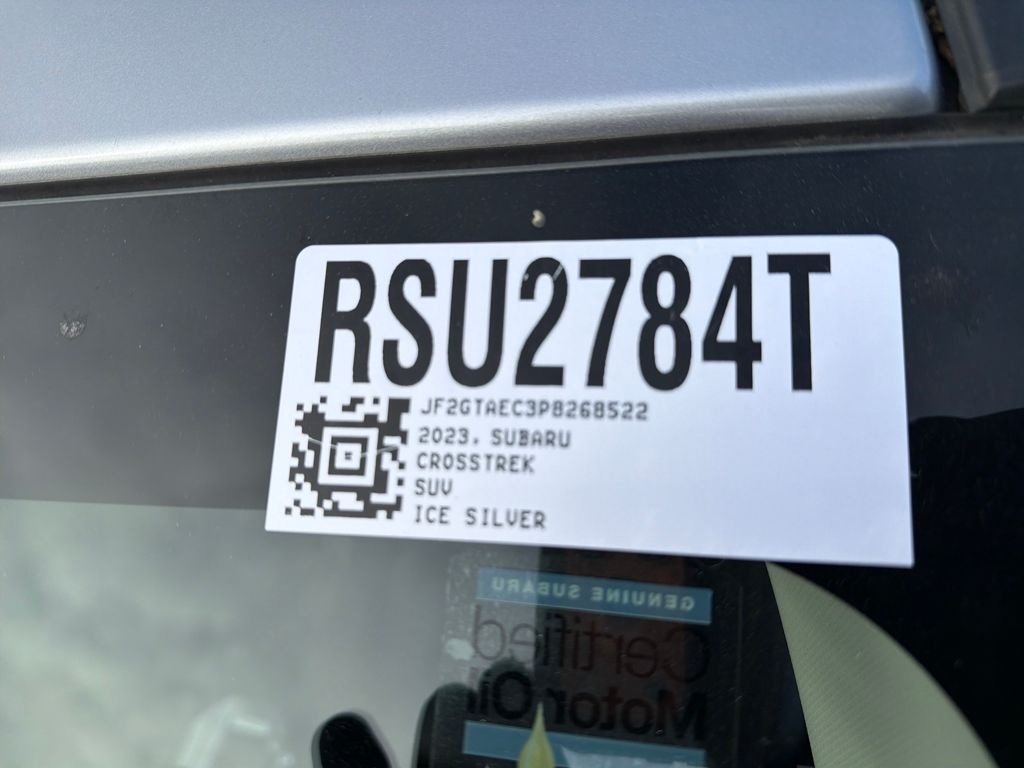 RSU2784T
JF2GTAEC3P8268522
2023. SUBARU
CROSSTREK
SUV
ICE SILVER
GENUINE SUBARU
Certified
Motor Oil